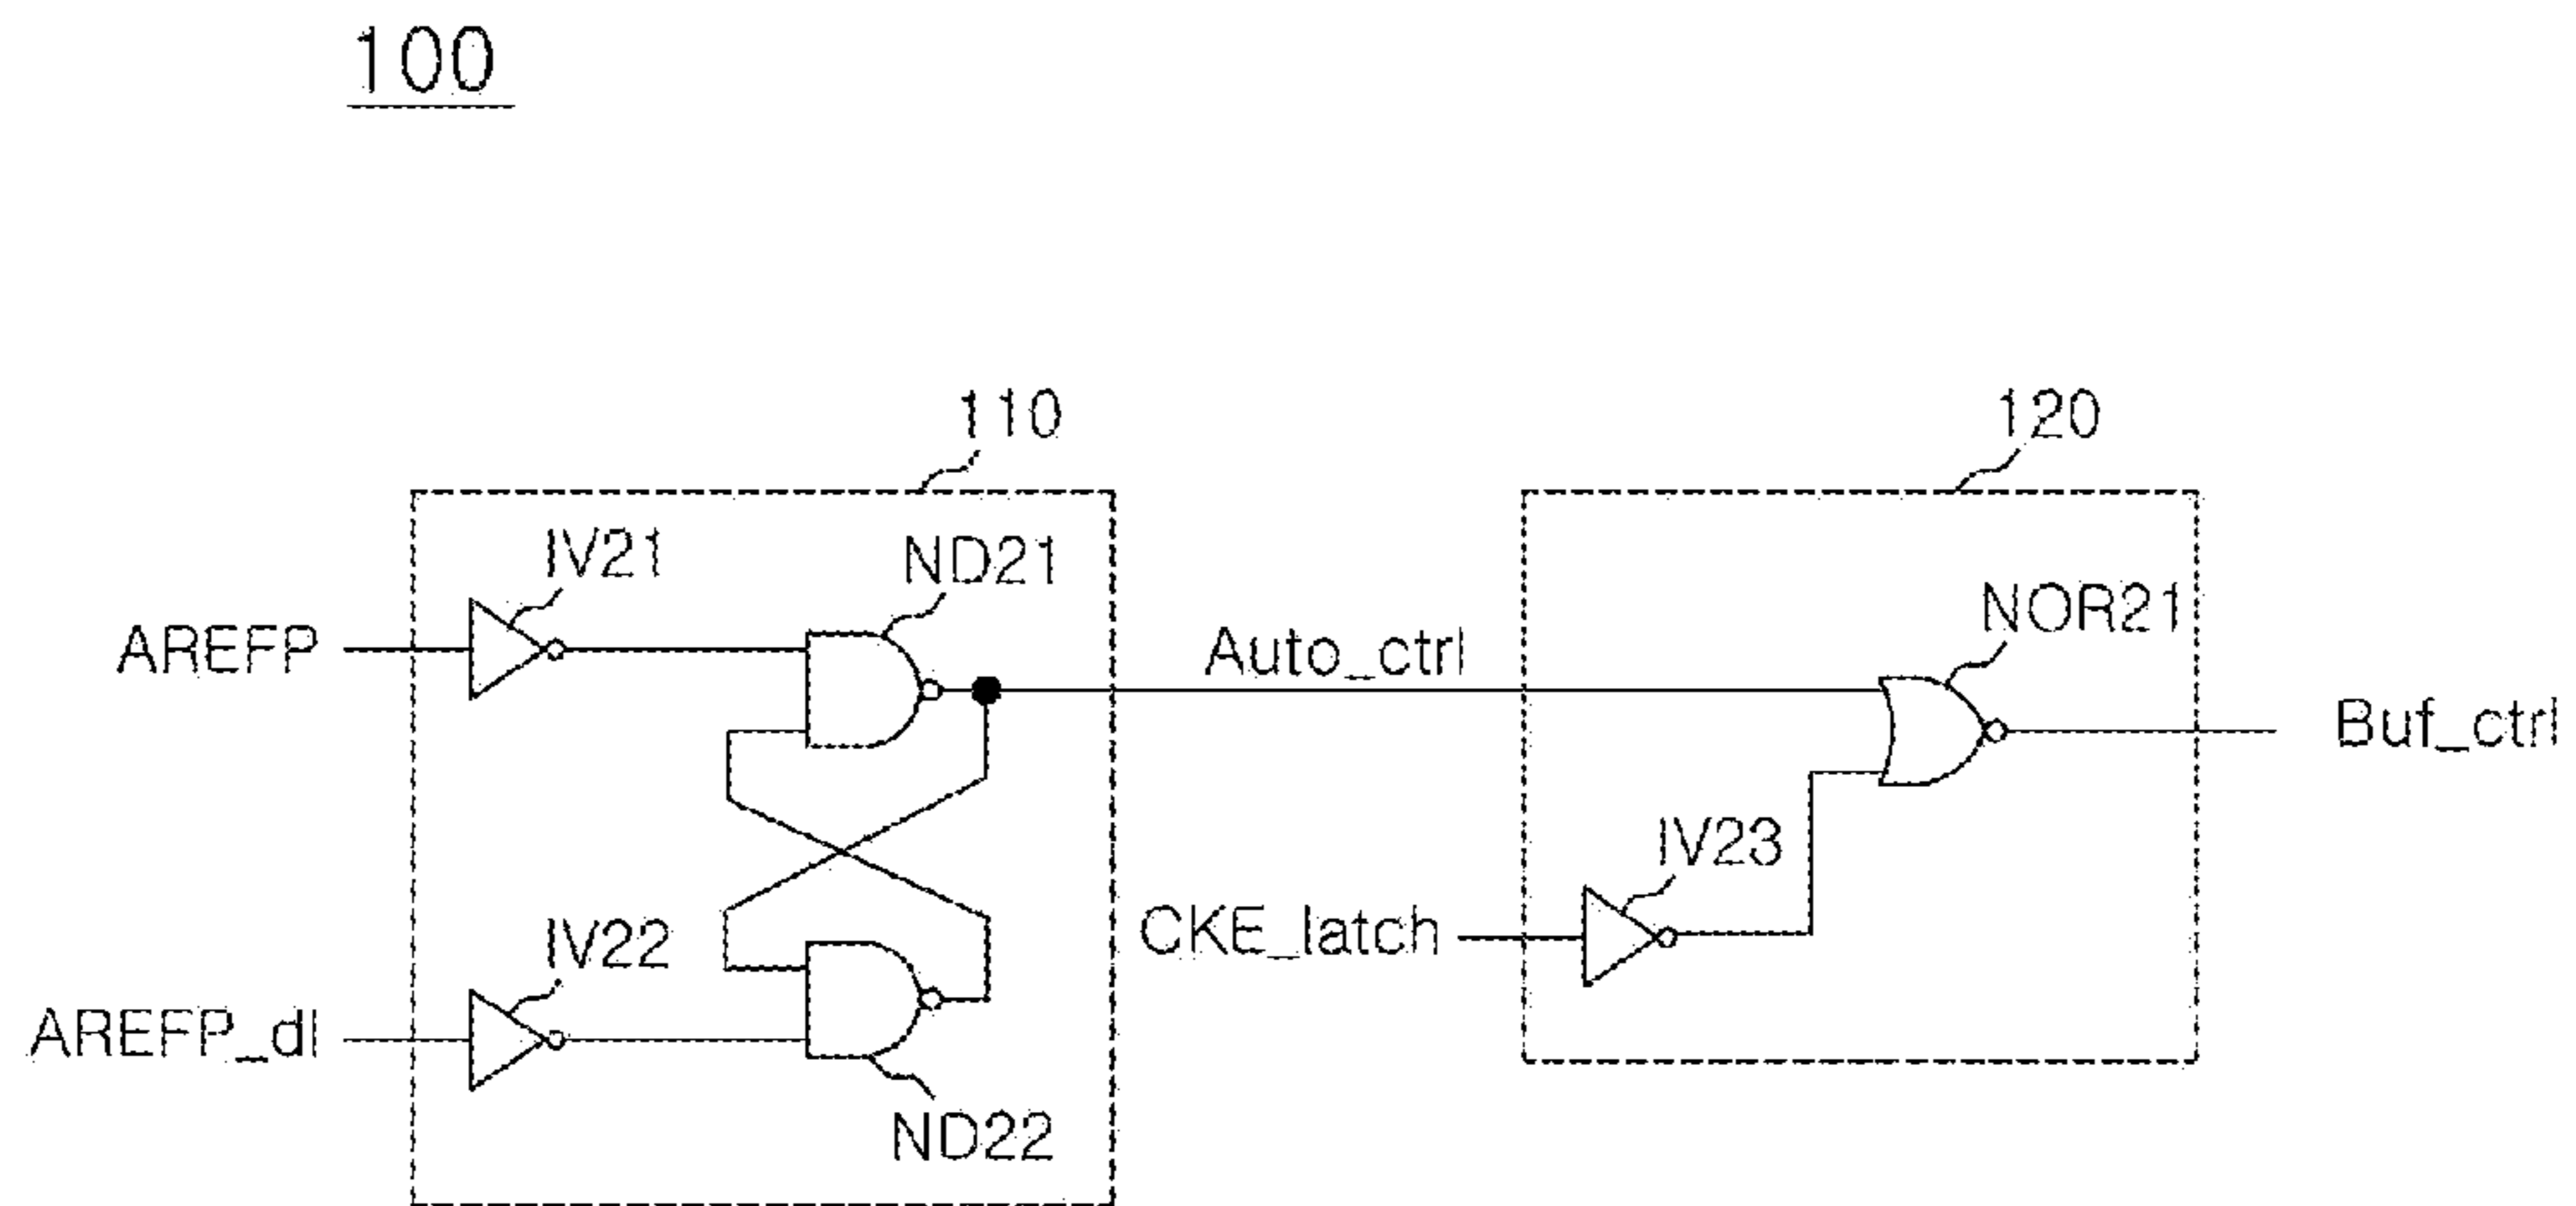 100
110
120
IV21
ND21
NOR21
AREFP
Auto_ctrl
Buf_ctrl
IV23
IV22
CKE_latch
AREFP_dl
ND22